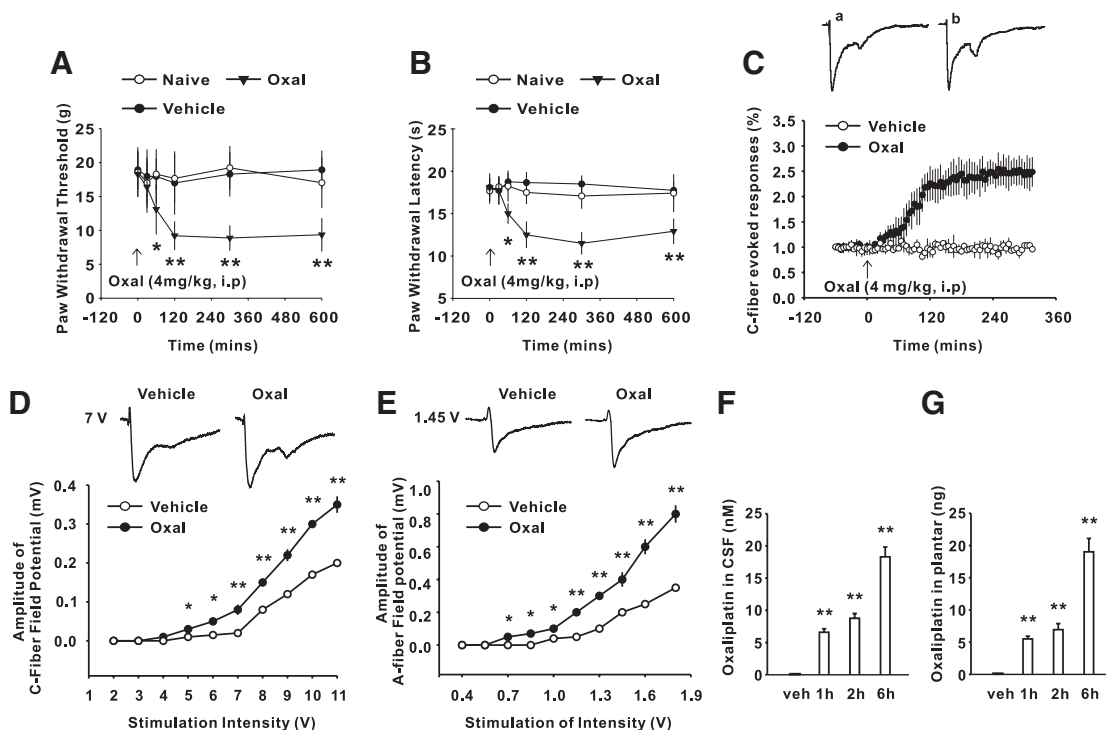 A
Naive
Oxal
Vehicle
Paw Withdrawal Threshold (g)
25
20
15
10
5
0
*
**
**
**
Oxal (4mg/kg, i.p)
-120 0 120 240 360 480 600
Time (mins)
B
Naive
Oxal
Vehicle
Paw Withdrawal Latency (s)
25
20
15
10
5
0
*
**
**
**
Oxal (4mg/kg, i.p)
-120 0 120 240 360 480 600
Time (mins)
C
a
b
Vehicle
Oxal
C-fiber evoked responses (%)
3.5
3.0
2.5
2.0
1.5
1.0
0.5
0.0
Oxal (4 mg/kg, i.p)
-120 0 120 240 360
Time (mins)
D
Vehicle
Oxal
7 V
Vehicle
Oxal
Amplitude of
C-Fiber Field Potential (mV)
0.4
0.3
0.2
0.1
0.0
* * ** ** ** ** **
1 2 3 4 5 6 7 8 9 10 11
Stimulation Intensity (V)
E
Vehicle
Oxal
1.45 V
Vehicle
Oxal
Amplitude of
A-fiber Field potential (mV)
1.0
0.8
0.6
0.4
0.2
0.0
* * * ** ** ** ** **
0.4 0.7 1.0 1.3 1.6 1.9
Stimulation of Intensity (V)
F
Oxaliplatin in CSF (nM)
25
20
15
10
5
0
**
**
**
veh 1h 2h 6h
G
Oxaliplatin in plantar (ng)
25
20
15
10
5
0
**
**
**
veh 1h 2h 6h